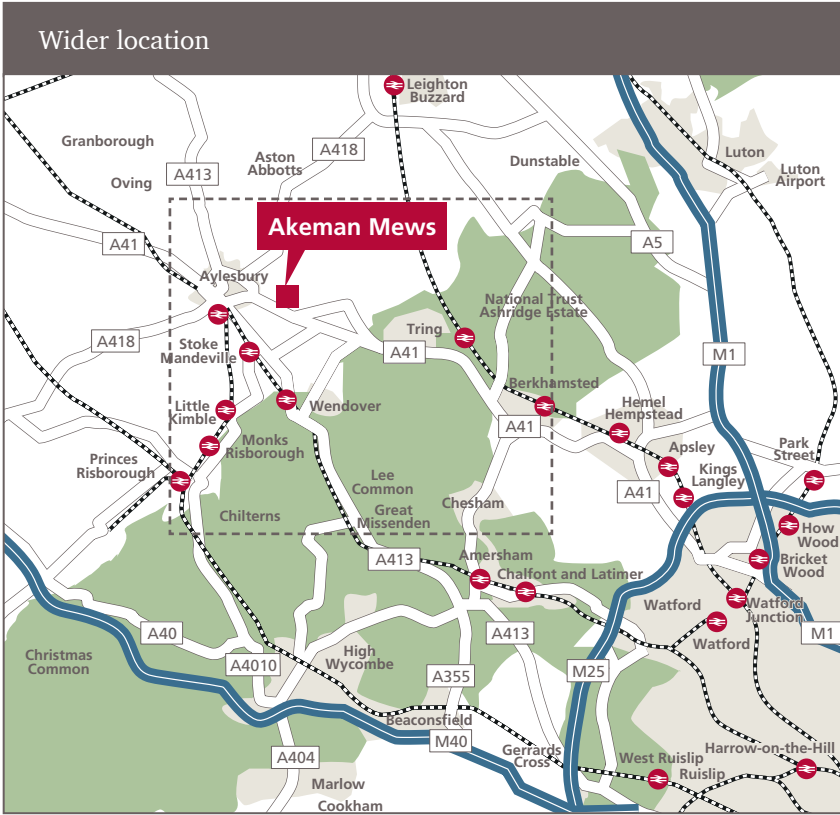 Wider location
Leighton
Buzzard
Granborough
A418
Aston
Abbotts
Dunstable
Luton
Luton
Airport
Oving
A413
Akeman Mews
A41
A5
Aylesbury
National Trust
Ashridge Estate
Tring
A418
Stoke
Mandeville
A41
M1
Berkhamsted
Little
Kimble
Wendover
Hemel
Hempstead
A41
Monks
Risborough
Apsley
Park
Street
Princes
Risborough
Kings
Langley
Lee
Common
A41
Chesham
Chilterns
Great
Missenden
How
Wood
A413
Amersham
Bricket
Wood
Chalfont and Latimer
Watford
Watford
Junction
A40
A413
M1
Watford
Christmas
Common
A4010
High
Wycombe
A355
M25
Beaconsfield
M40
Gerrards
Cross
A404
West Ruislip
Harrow-on-the-Hill
Ruislip
Marlow
Cookham